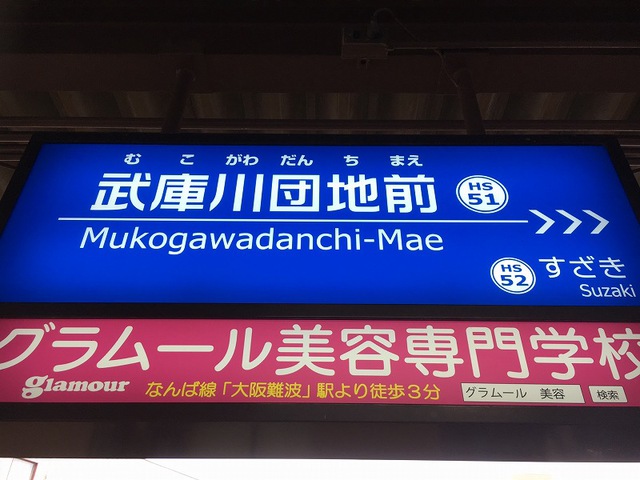 むこがわだんちまえ
武庫川団地前 HS 51
Mukogawadanchi-Mae
HS 52 すざき
Suzaki
グラムール美容専門学校
glamour なんば線「大阪難波」駅より徒歩3分 グラムール 美容 検索